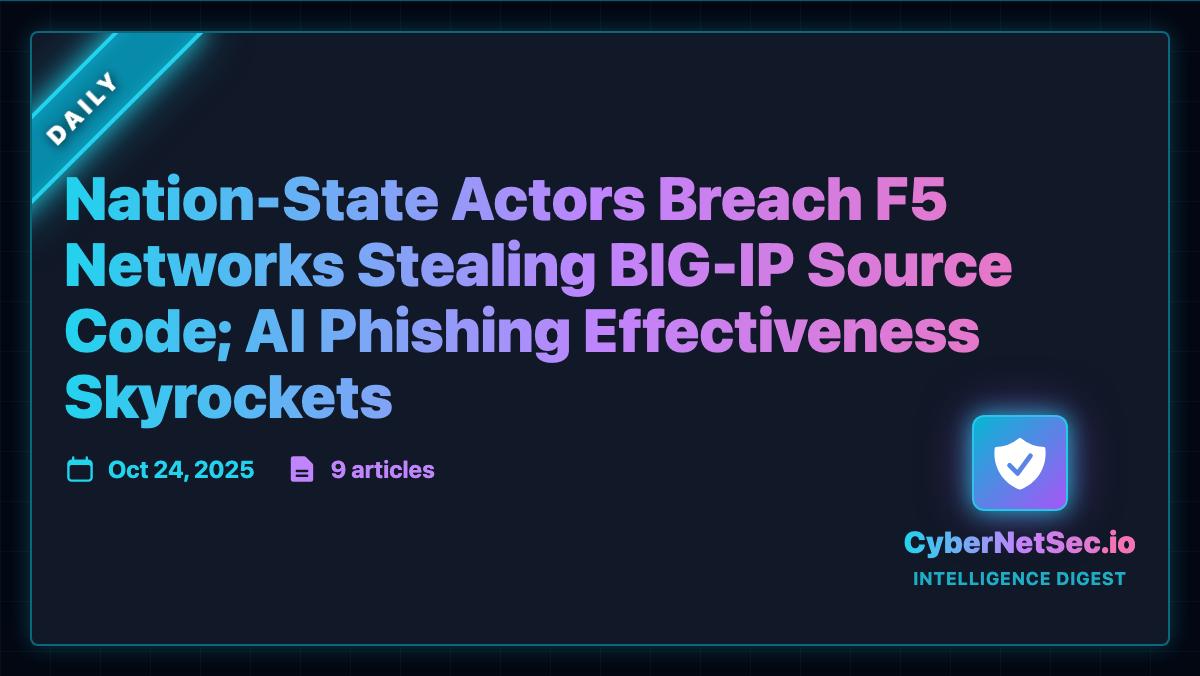 DAILY
Nation-State Actors Breach F5
Networks Stealing BIG-IP Source
Code; AI Phishing Effectiveness
Skyrockets
Oct 24, 2025
9 articles
CyberNetSec.io
INTELLIGENCE DIGEST